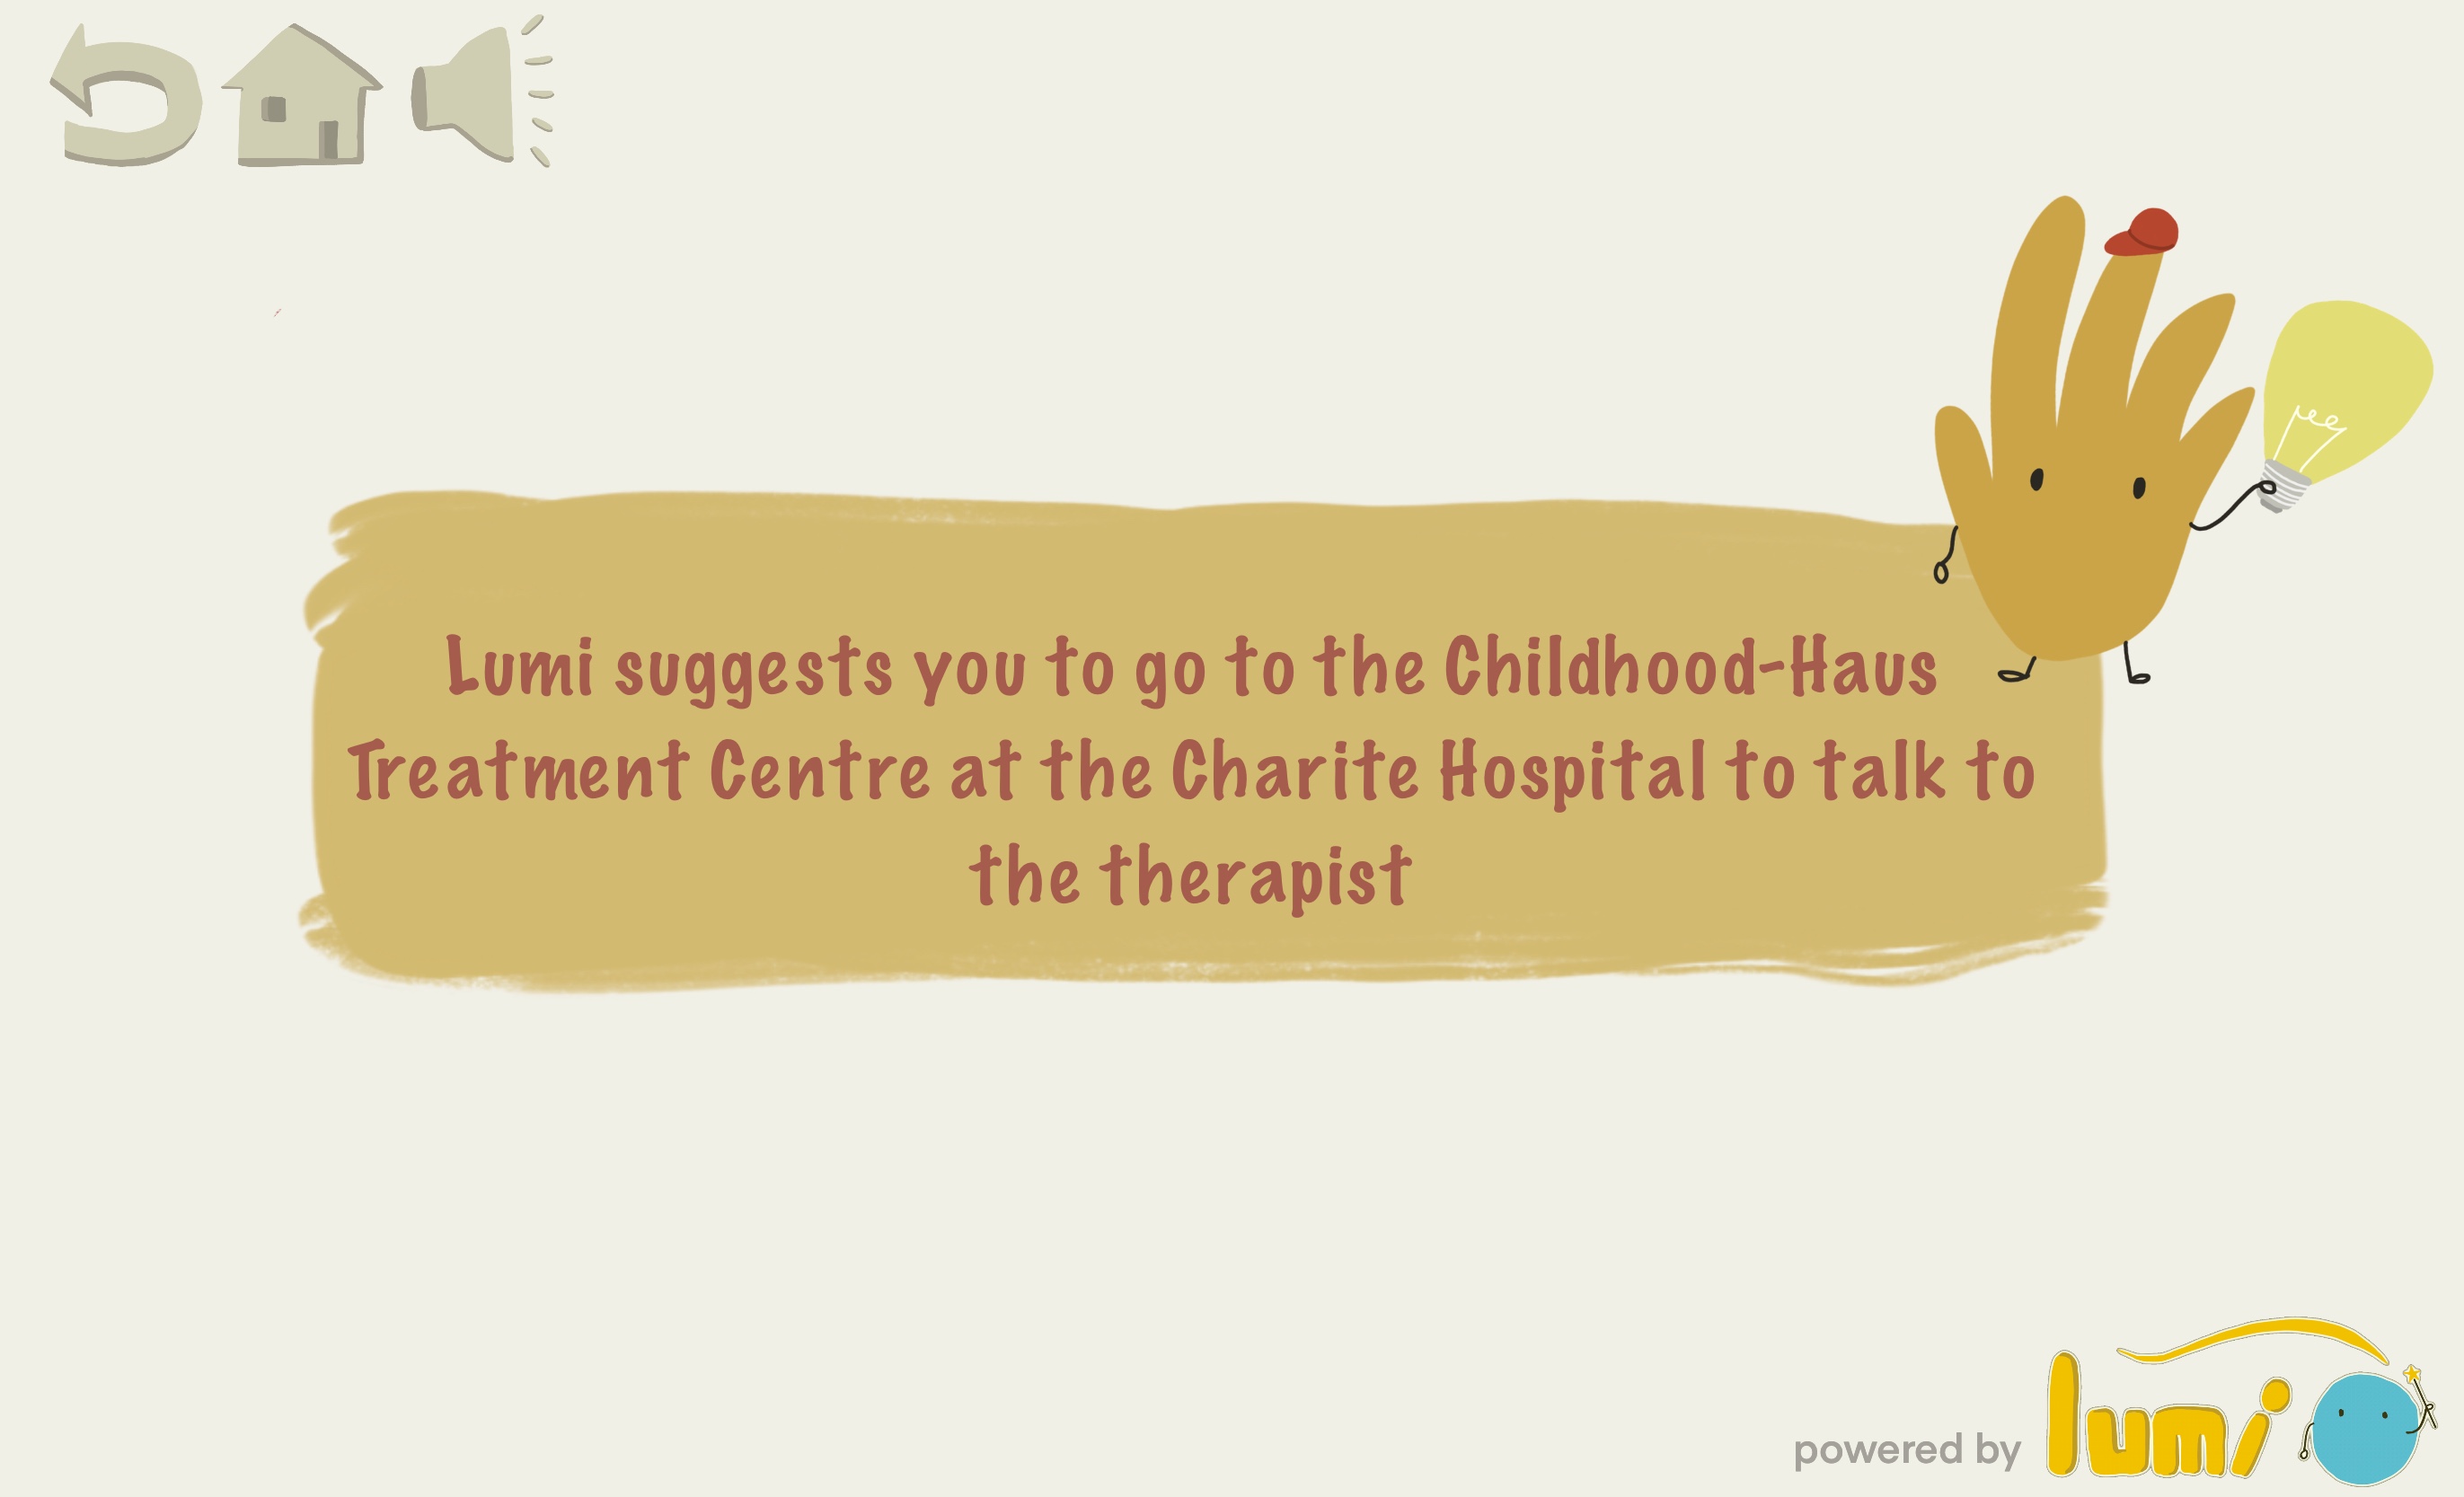 Lumi suggests you to go to the Childhood-Haus
Treatment Centre at the Charite Hospital to talk to
the therapist
powered by lumi